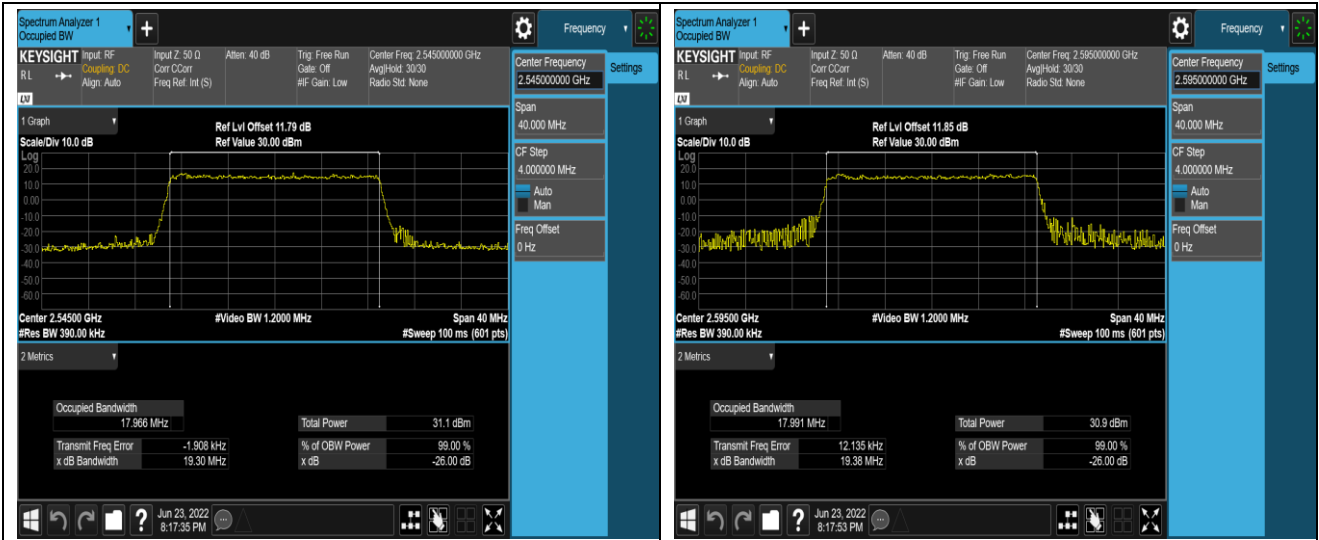 Spectrum Analyzer 1
Occupied BW
+
Frequency
KEYSIGHT Input: RF Input Z: 50 Ω Atten: 40 dB Trig: Free Run Center Freq: 2.545000000 GHz
Coupling: DC Corr CCorr Gate: Off Avg|Hold: 30/30
RL Align: Auto Freq Ref: Int (S) #IF Gain: Low Radio Std: None
LXI
Center Frequency
2.545000000 GHz
Settings
Span
40.000 MHz
CF Step
4.000000 MHz
Auto
Man
Freq Offset
0 Hz
1 Graph
Ref Lvl Offset 11.79 dB
Scale/Div 10.0 dB Ref Value 30.00 dBm
Log
20.0
10.0
0.00
-10.0
-20.0
-30.0
-40.0
-50.0
-60.0
Center 2.54500 GHz #Video BW 1.2000 MHz Span 40 MHz
#Res BW 390.00 kHz #Sweep 100 ms (601 pts)
2 Metrics
Occupied Bandwidth
17.966 MHz Total Power 31.1 dBm
Transmit Freq Error -1.908 kHz % of OBW Power 99.00 %
x dB Bandwidth 19.30 MHz x dB -26.00 dB
? Jun 23, 2022
8:17:35 PM
Spectrum Analyzer 1
Occupied BW
+
Frequency
KEYSIGHT Input: RF Input Z: 50 Ω Atten: 40 dB Trig: Free Run Center Freq: 2.595000000 GHz
Coupling: DC Corr CCorr Gate: Off Avg|Hold: 30/30
RL Align: Auto Freq Ref: Int (S) #IF Gain: Low Radio Std: None
LXI
Center Frequency
2.595000000 GHz
Settings
Span
40.000 MHz
CF Step
4.000000 MHz
Auto
Man
Freq Offset
0 Hz
1 Graph
Ref Lvl Offset 11.85 dB
Scale/Div 10.0 dB Ref Value 30.00 dBm
Log
20.0
10.0
0.00
-10.0
-20.0
-30.0
-40.0
-50.0
-60.0
Center 2.59500 GHz #Video BW 1.2000 MHz Span 40 MHz
#Res BW 390.00 kHz #Sweep 100 ms (601 pts)
2 Metrics
Occupied Bandwidth
17.991 MHz Total Power 30.9 dBm
Transmit Freq Error 12.135 kHz % of OBW Power 99.00 %
x dB Bandwidth 19.38 MHz x dB -26.00 dB
? Jun 23, 2022
8:17:53 PM